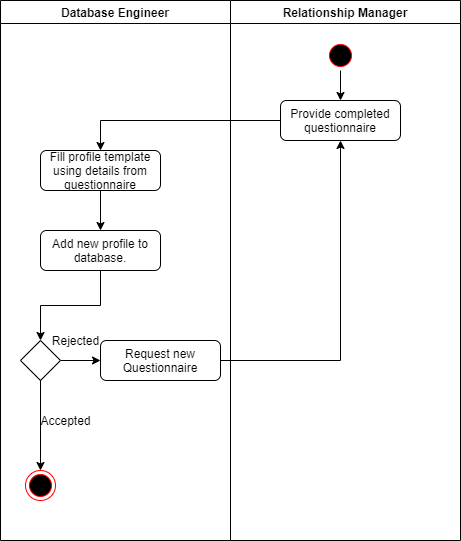 Database Engineer
Relationship Manager
Provide completed
questionnaire
Fill profile template
using details from
questionnaire
Add new profile to
database.
Rejected
Request new
Questionnaire
Accepted